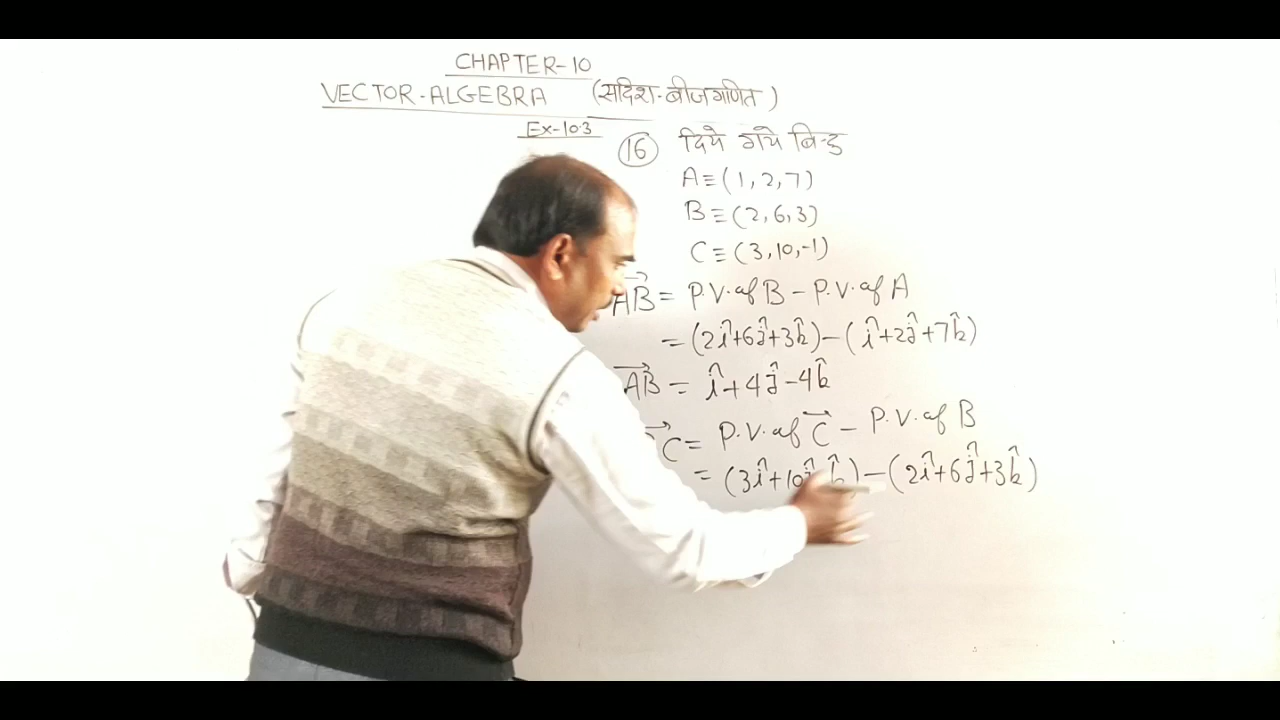 CHAPTER-10
VECTOR-ALGEBRA (सदिश-बीजगणित)
Ex-10.3
16 दिये गये बिन्दु
A≡(1,2,7)
B≡(2,6,3)
C≡(3,10,-1)
AB⃗ = P.V. of B - P.V. of A
=(2î+6ĵ+3k̂)-(î+2ĵ+7k̂)
AB⃗ = î+4ĵ-4k̂
C⃗ = P.V. of C⃗ - P.V. of B
= (3î+10ĵ k̂)-(2î+6ĵ+3k̂)